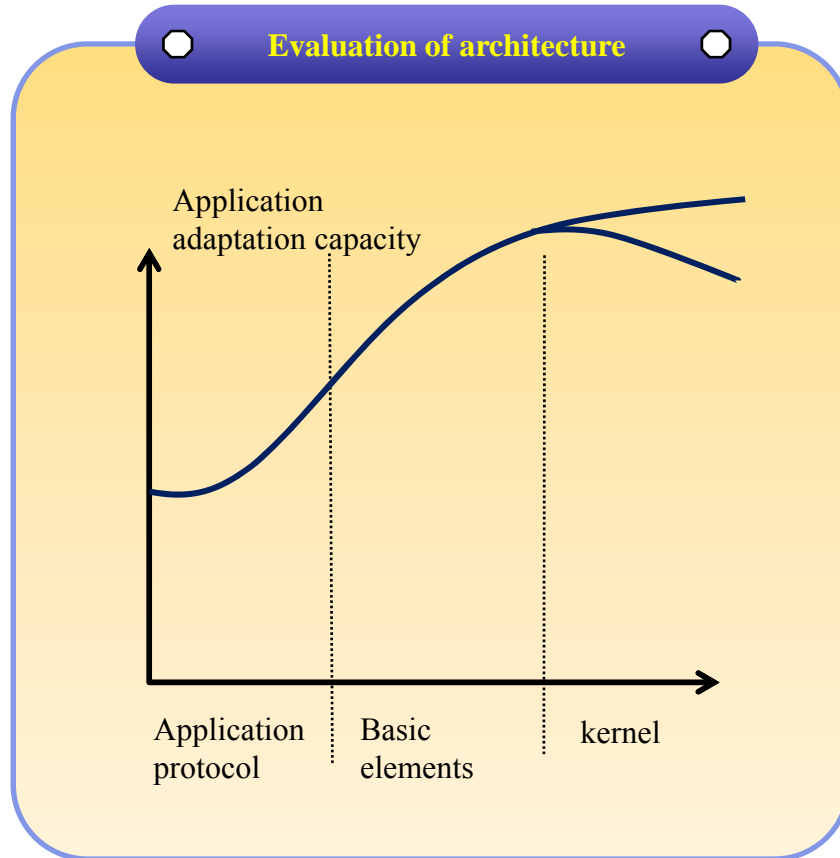 Evaluation of architecture
Application
adaptation capacity
Application
protocol
Basic
elements
kernel